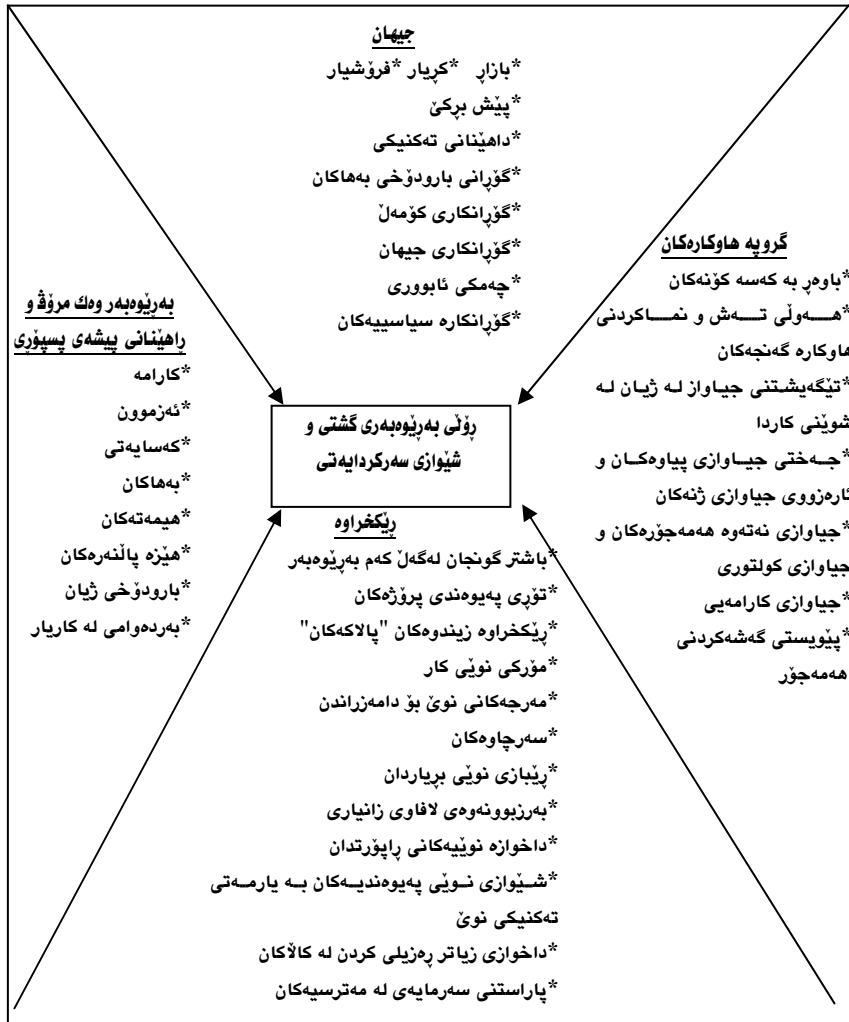 جیهان
*بازاڕ *کڕیار *فرۆشیار
*پێش بڕکێ
*داهێنانی تەکنیکی
*گۆڕانی بارودۆخی بەهاکان
*گۆڕانکاری کۆمەڵ
*گۆڕانکاری جیهان
*چەمکی ئابووری
*گۆڕانکارە سیاسییەکان
گروپە هاوکارەکان
*باوەڕ بە کەسە کۆنەکان
*هــەوڵی تــەش و نمــاکردنی
هاوکارە گەنجەکان
*تێگەیشتنی جیاواز لە ژیان لە
شوێنی کاردا
*جەختی جیاوازی پیاوەکان و
ئارەزووی جیاوازی ژنەکان
*جیاوازی نەتەوە هەمەجۆرەکان و
جیاوازی کولتوری
*جیاوازی کارامەیی
*پێویستی گەشەکردنی
هەمەجۆر
بەڕێوەبەر وەك مرۆڤ و
ڕاهێنانی پیشەی پسپۆڕی
*کارامە
*ئەزموون
*کەسایەتی
*بەهاکان
*هیمەتەکان
*هێزە پاڵنەرەکان
*بارودۆخی ژیان
*بەردەوامی لە کاریار
ڕۆڵی بەڕێوەبەری گشتی و
شێوازی سەرکردایەتی
ڕێکخراوە
*باشتر گونجان لەگەڵ کەم بەڕێوەبەر
*تۆڕی پەیوەندی پرۆژەکان
*ڕێکخراوە زیندوەکان "پالاکەکان"
*مۆرکی نوێی کار
*مەرجەکانی نوێ بۆ دامەزراندن
*سەرچاوەکان
*ڕێبازی نوێی بڕیاردان
*بەرزبوونەوەی لافاوی زانیاری
*داخوازە نوێیەکانی ڕاپۆرتدان
*شێوازی نوێی پەیوەندیەکان بە یارمەتی
تەکنیکی نوێ
*داخوازی زیاتر ڕەزیلی کردن لە کاڵاکان
*پاراستنی سەرمایەی لە مەترسیەکان